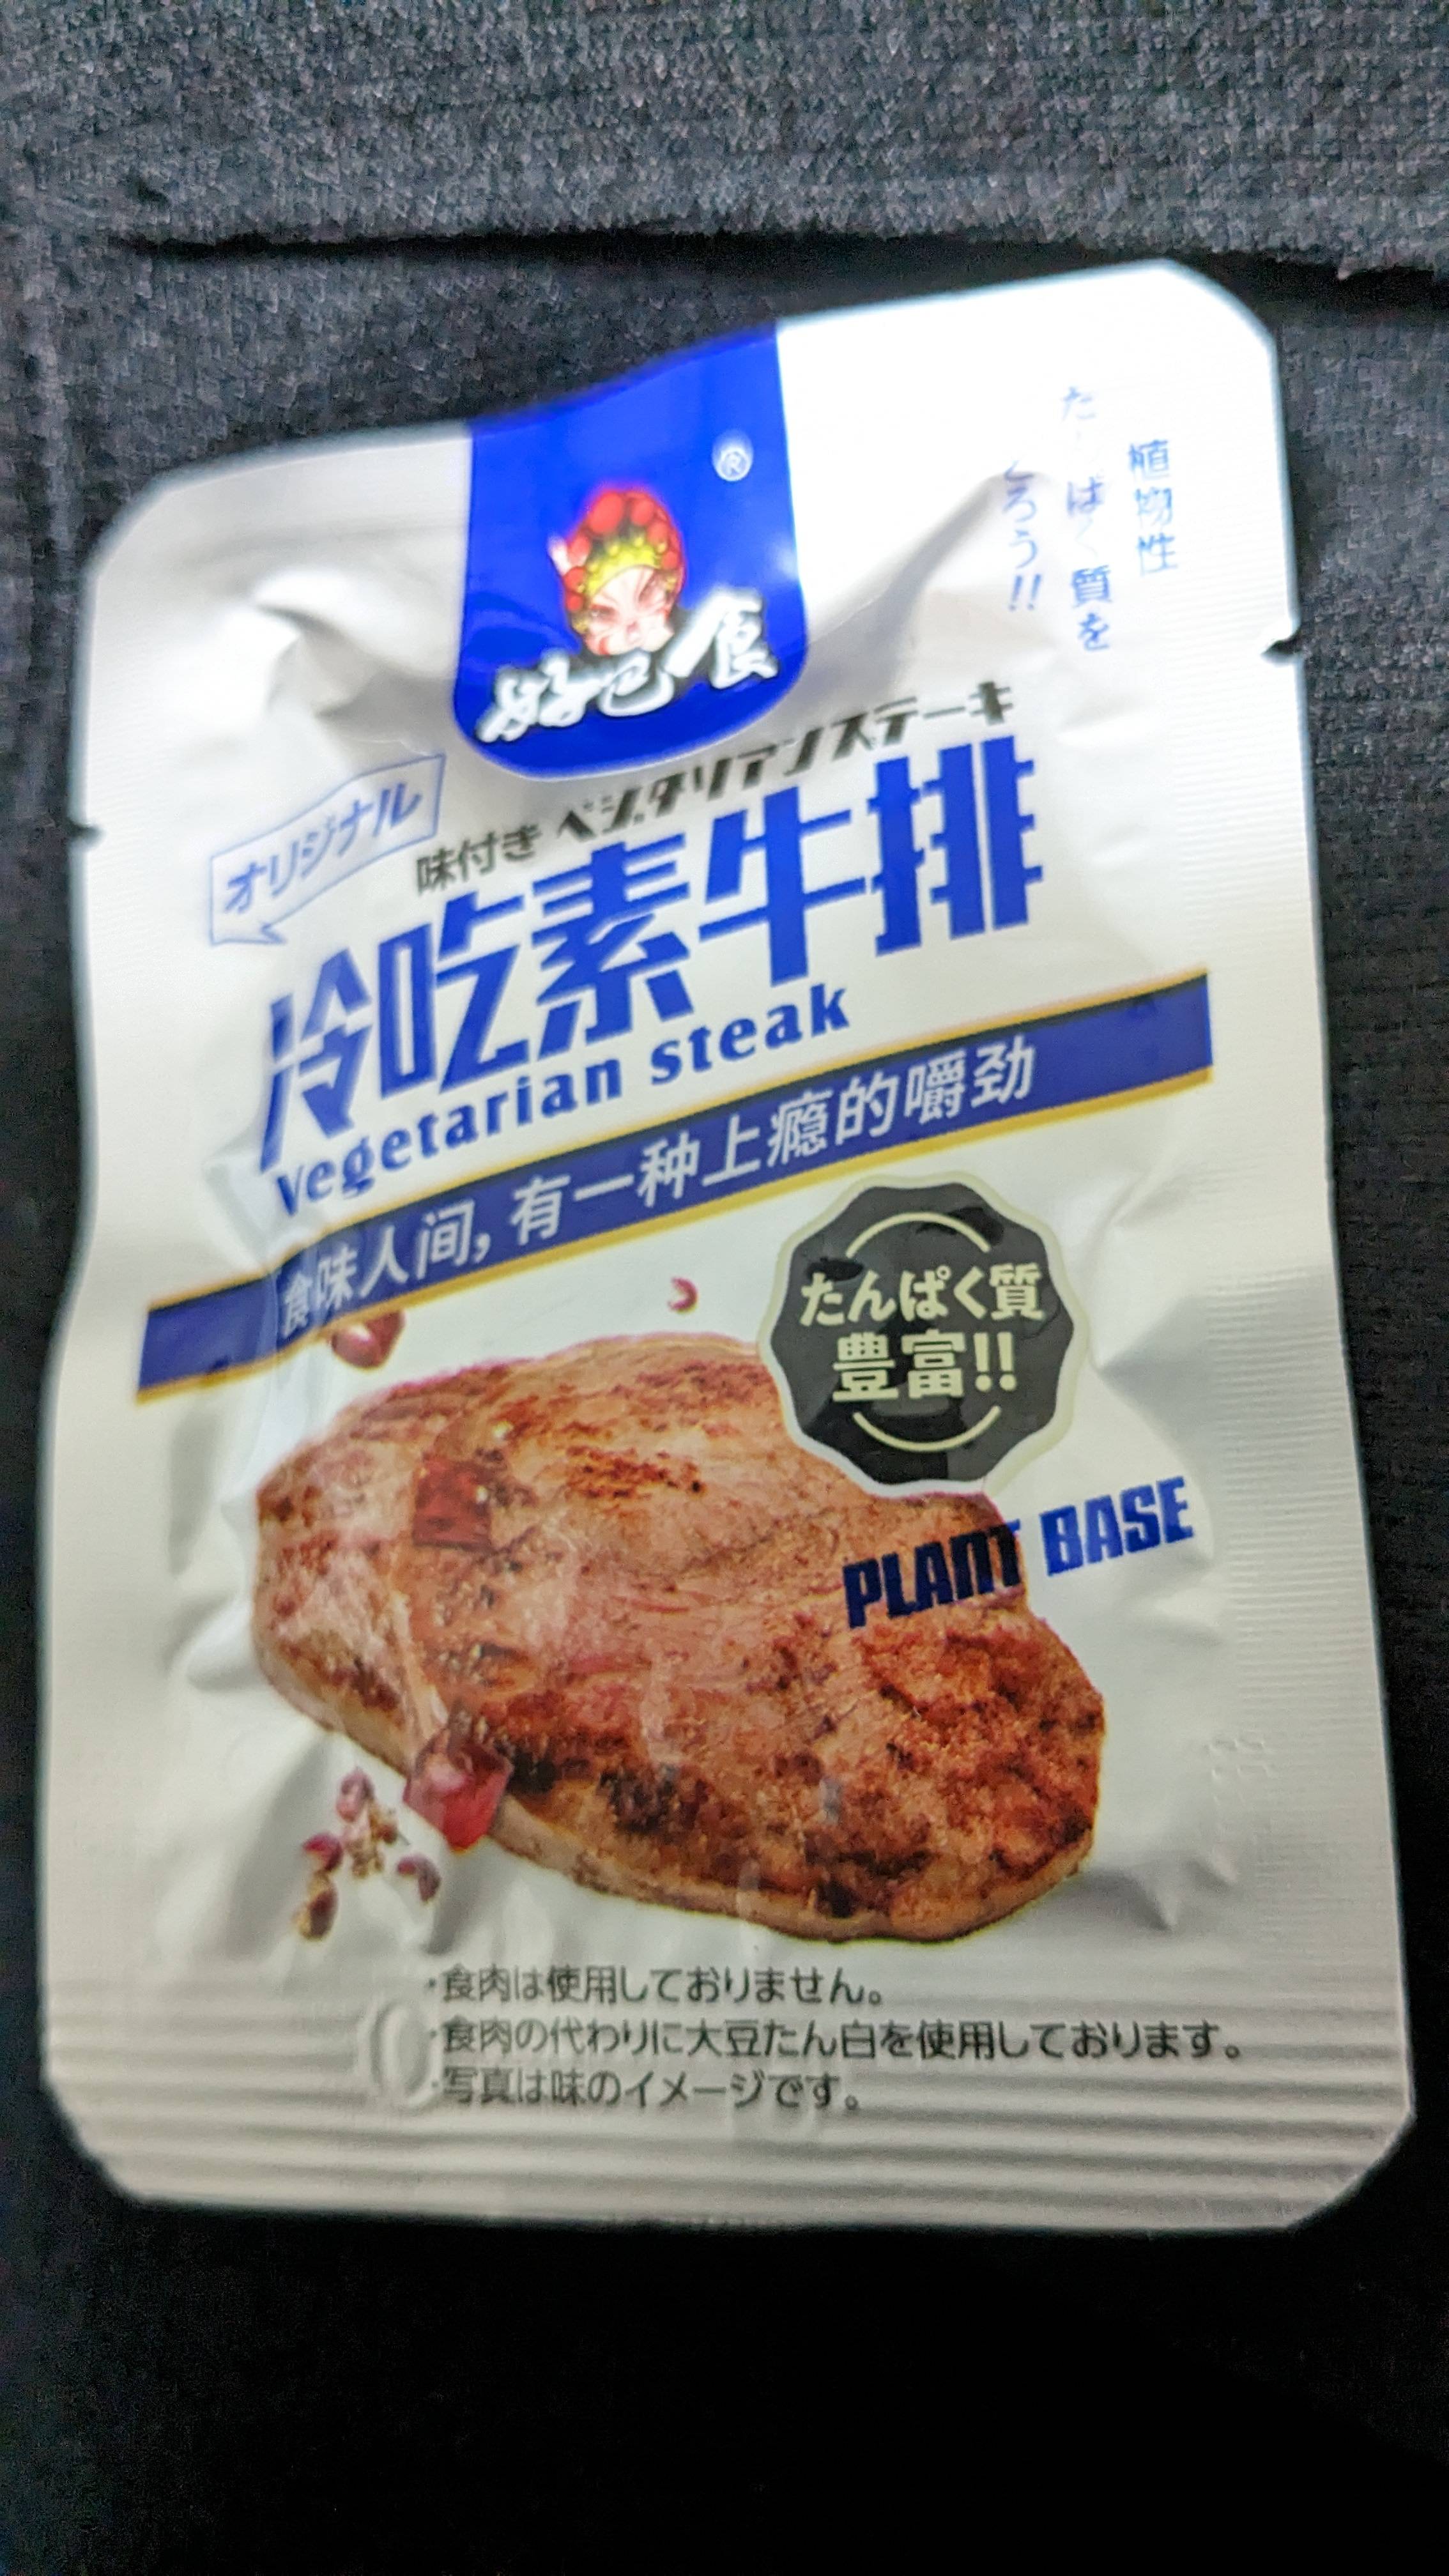 植物性
たんぱく質を
とろう!!
®
好巴食
オリジナル
味付き ベジタリアンステーキ
冷吃素牛排
Vegetarian steak
食味人间,有一种上瘾的嚼劲
たんぱく質
豊富!!
PLANT BASE
・食肉は使用しておりません。
・食肉の代わりに大豆たん白を使用しております。
・写真は味のイメージです。